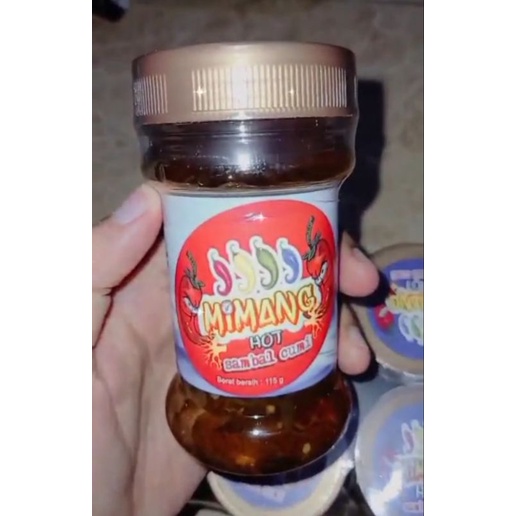 MiMANG
HOT
sambal cumi
Berat bersih : 115 g